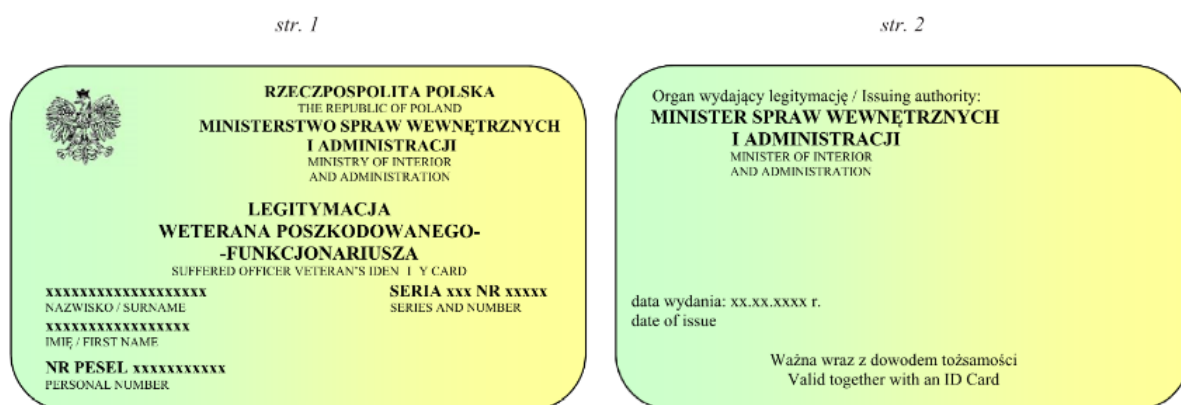 str. 1
RZECZPOSPOLITA POLSKA
THE REPUBLIC OF POLAND
MINISTERSTWO SPRAW WEWNĘTRZNYCH
I ADMINISTRACJI
MINISTRY OF INTERIOR
AND ADMINISTRATION
LEGITYMACJA
WETERANA POSZKODOWANEGO-
-FUNKCJONARIUSZA
SUFFERED OFFICER VETERAN'S IDEN I Y CARD
xxxxxxxxxxxxxxxxxxx
NAZWISKO / SURNAME
SERIA xxx NR xxxxx
SERIES AND NUMBER
xxxxxxxxxxxxxxxxx
IMIĘ / FIRST NAME
NR PESEL xxxxxxxxxxx
PERSONAL NUMBER
str. 2
Organ wydający legitymację / Issuing authority:
MINISTER SPRAW WEWNĘTRZNYCH
I ADMINISTRACJI
MINISTER OF INTERIOR
AND ADMINISTRATION
data wydania: xx.xx.xxxx r.
date of issue
Ważna wraz z dowodem tożsamości
Valid together with an ID Card